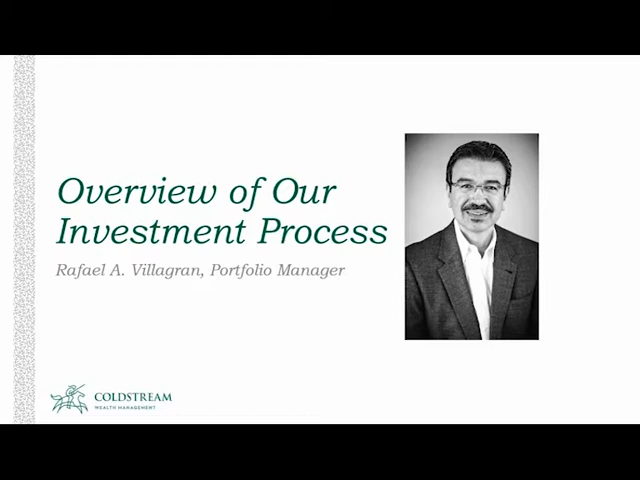 Overview of Our
Investment Process
Rafael A. Villagran, Portfolio Manager
COLDSTREAM
WEALTH MANAGEMENT